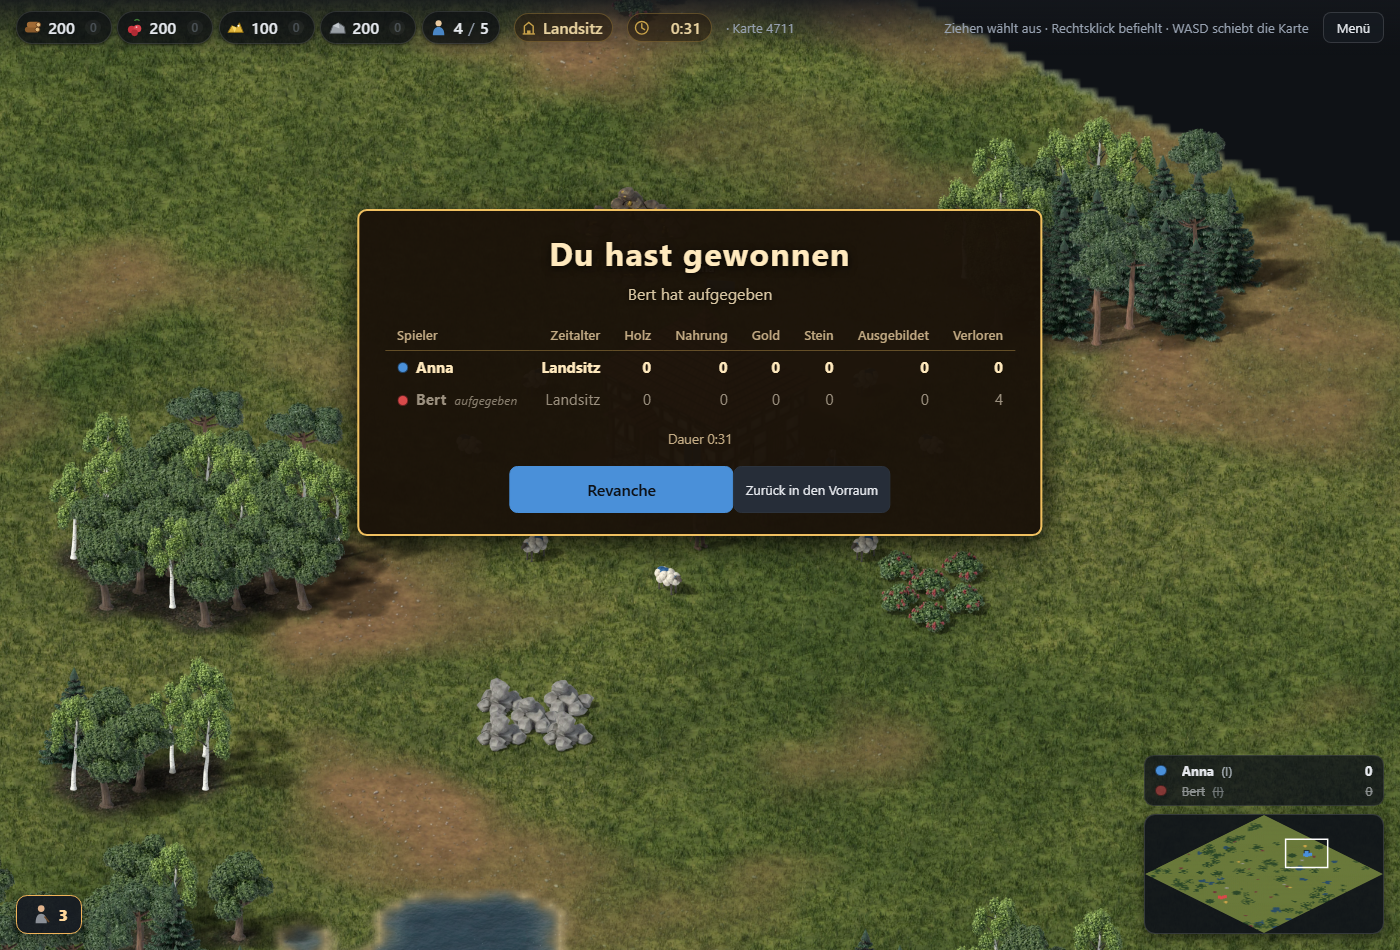 200 0 200 0 100 0 200 0 4 / 5 Landsitz 0:31 · Karte 4711 Ziehen wählt aus · Rechtsklick befiehlt · WASD schiebt die Karte Menü
Du hast gewonnen
Bert hat aufgegeben
Spieler Zeitalter Holz Nahrung Gold Stein Ausgebildet Verloren
Anna Landsitz 0 0 0 0 0 0
Bert aufgegeben Landsitz 0 0 0 0 0 4
Dauer 0:31
Revanche Zurück in den Vorraum
Anna (I) 0
Bert (I) 0
3